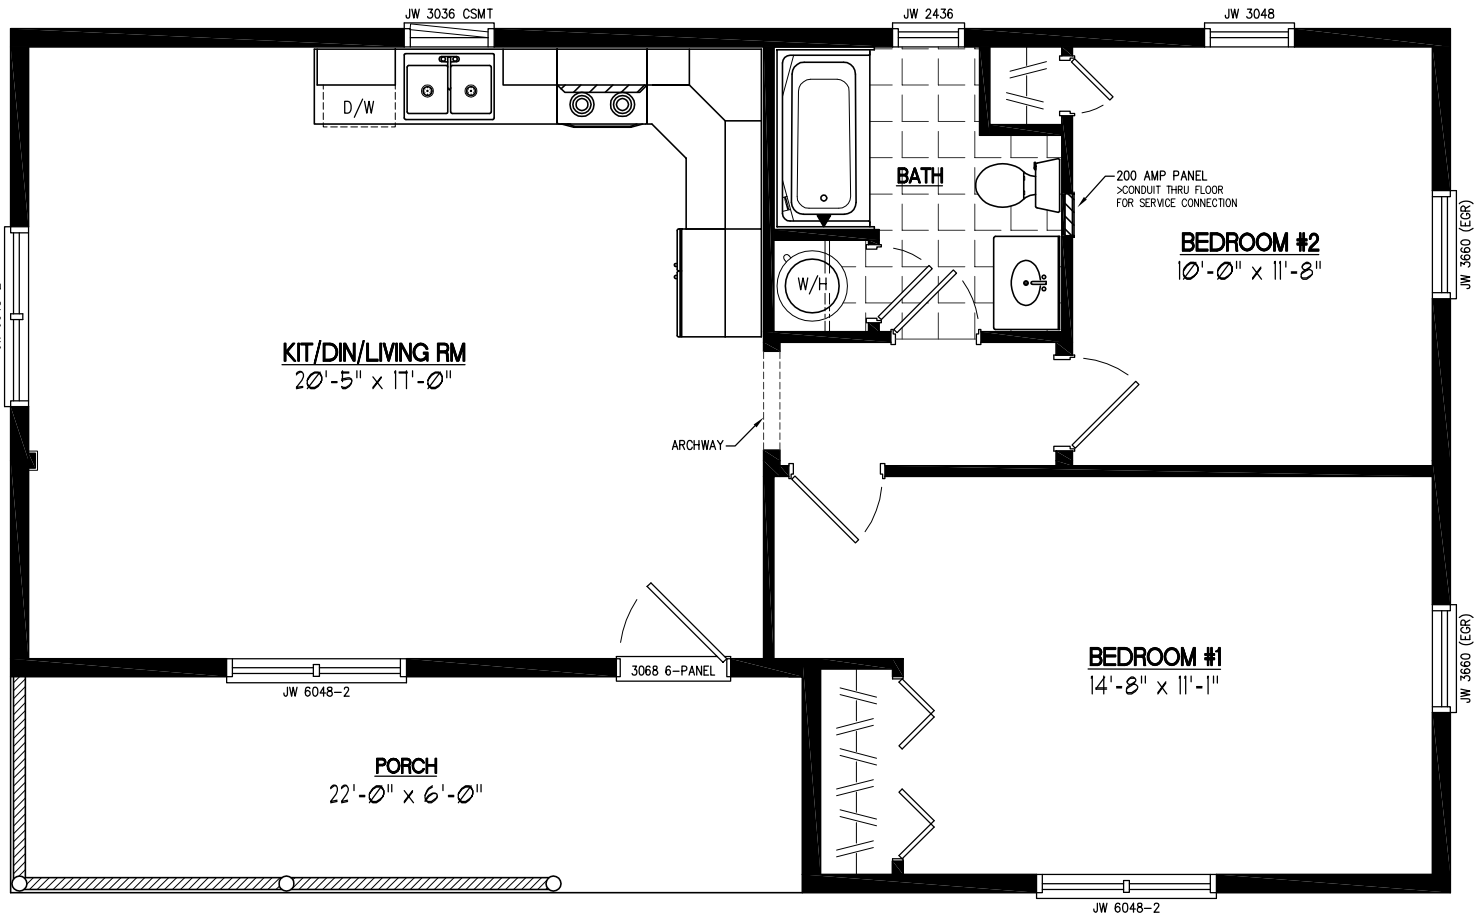 JW 3036 CSMT
JW 2436
JW 3048
D/W
BATH
200 AMP PANEL
>CONDUIT THRU FLOOR
FOR SERVICE CONNECTION
BEDROOM #2
10'-0" x 11'-8"
JW 3660 (EGR)
W/H
KIT/DIN/LIVING RM
20'-5" x 17'-0"
ARCHWAY
BEDROOM #1
14'-8" x 11'-1"
JW 3660 (EGR)
3068 6-PANEL
JW 6048-2
PORCH
22'-0" x 6'-0"
JW 6048-2